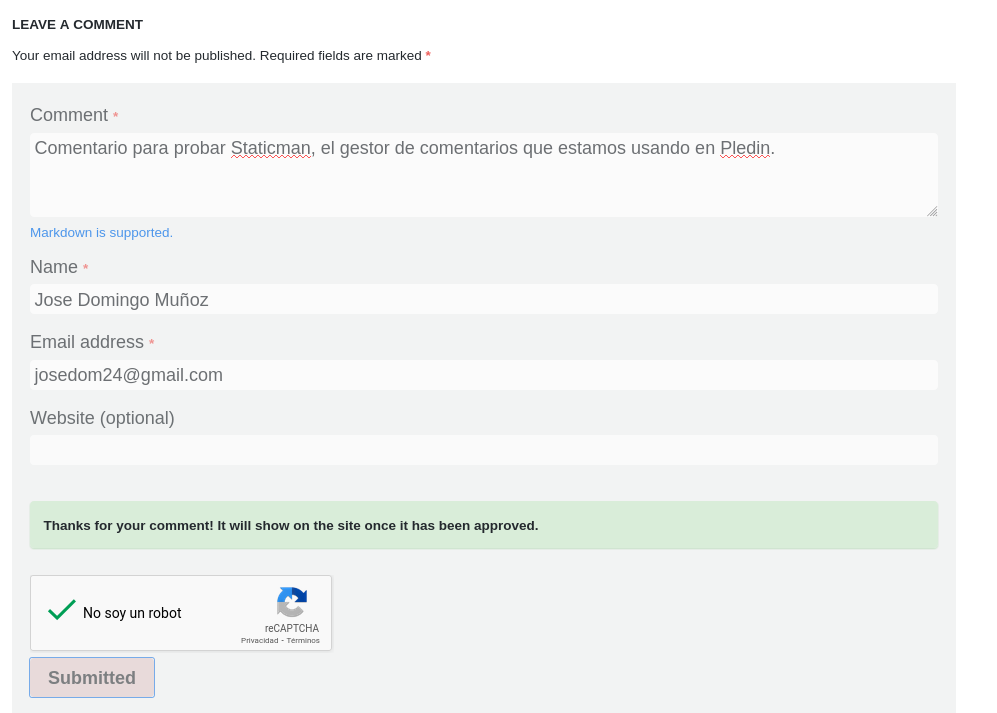 LEAVE A COMMENT
Your email address will not be published. Required fields are marked *
Comment *
Comentario para probar Staticman, el gestor de comentarios que estamos usando en Pledin.
Markdown is supported.
Name *
Jose Domingo Muñoz
Email address *
josedom24@gmail.com
Website (optional)
Thanks for your comment! It will show on the site once it has been approved.
No soy un robot
reCAPTCHA
Privacidad - Términos
Submitted